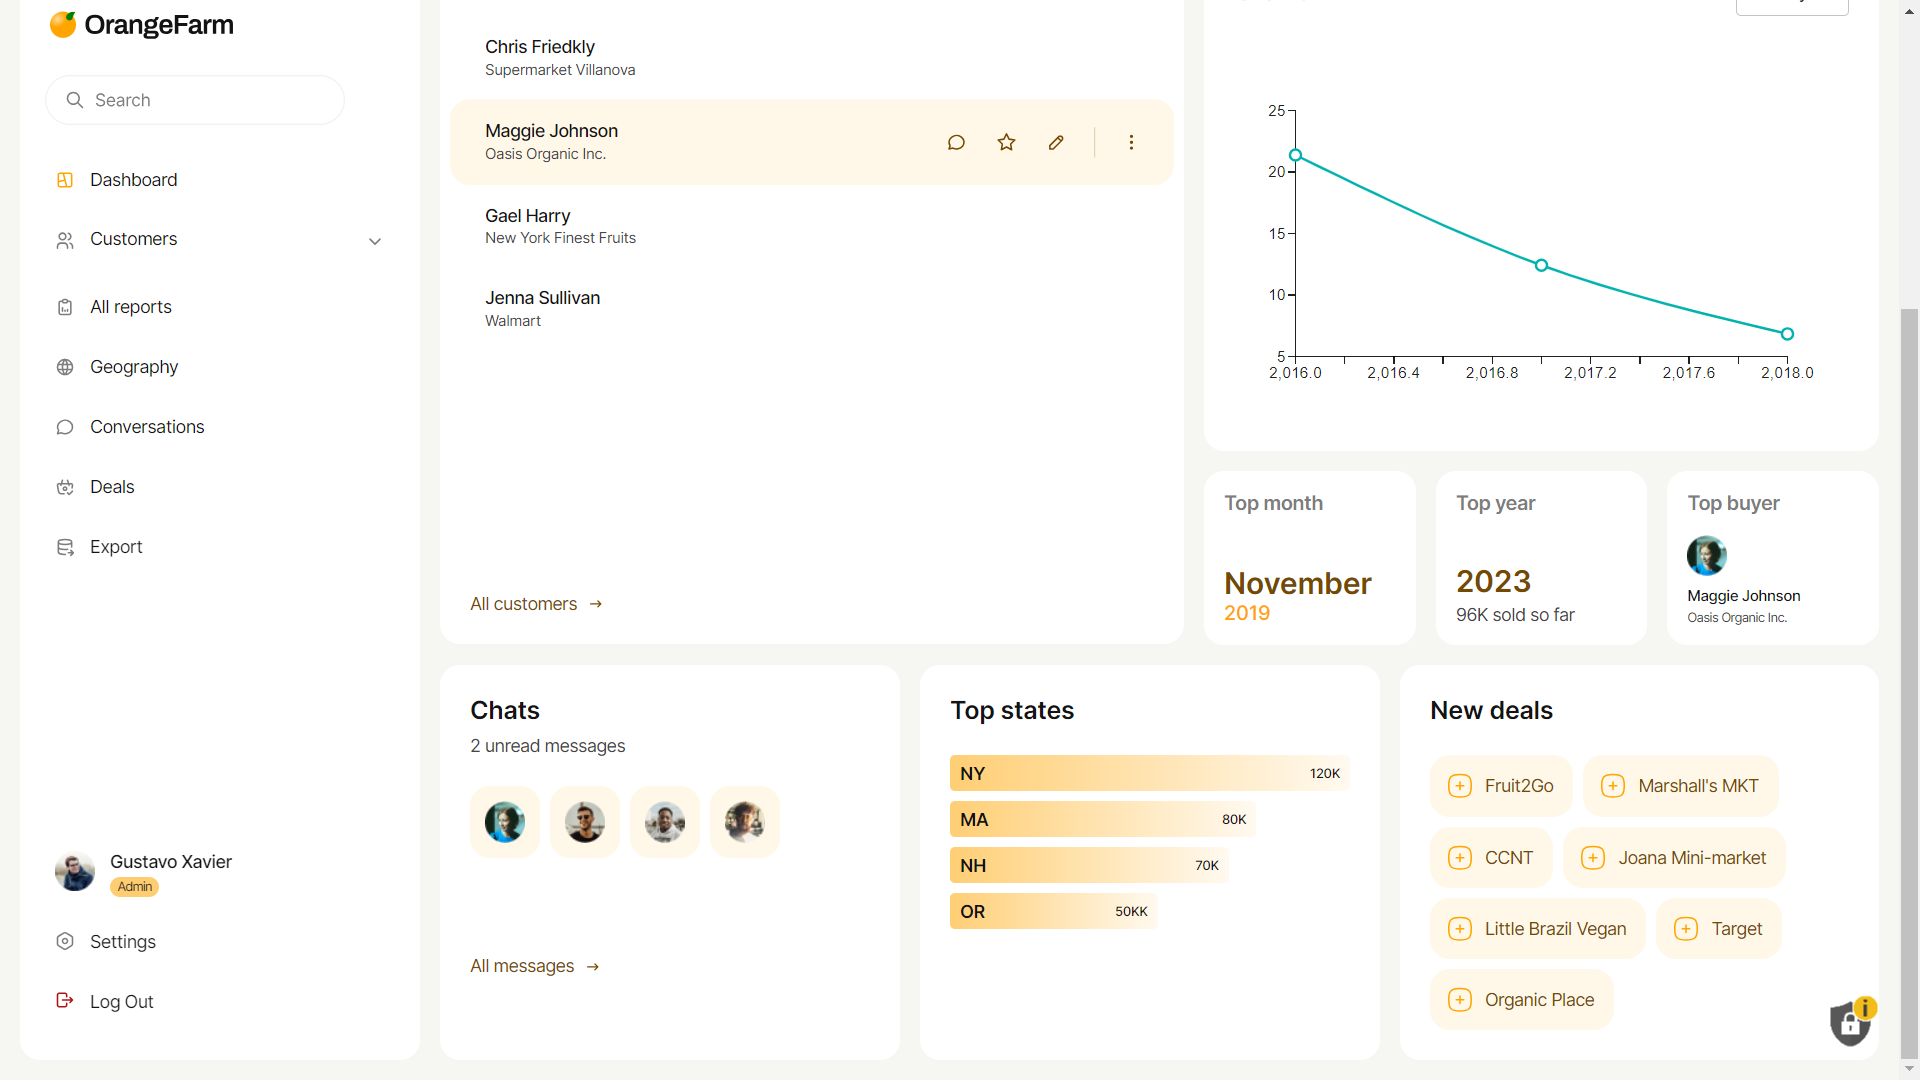 OrangeFarm
Search
Dashboard
Customers
All reports
Geography
Conversations
Deals
Export
Gustavo Xavier
Admin
Settings
Log Out
Chris Friedkly
Supermarket Villanova
Maggie Johnson
Oasis Organic Inc.
Gael Harry
New York Finest Fruits
Jenna Sullivan
Walmart
All customers →
25
20
15
10
5
2,016.0 2,016.4 2,016.8 2,017.2 2,017.6 2,018.0
Top month
November
2019
Top year
2023
96K sold so far
Top buyer
Maggie Johnson
Oasis Organic Inc.
Chats
2 unread messages
All messages →
Top states
NY 120K
MA 80K
NH 70K
OR 50KK
New deals
Fruit2Go
Marshall's MKT
CCNT
Joana Mini-market
Little Brazil Vegan
Target
Organic Place
i